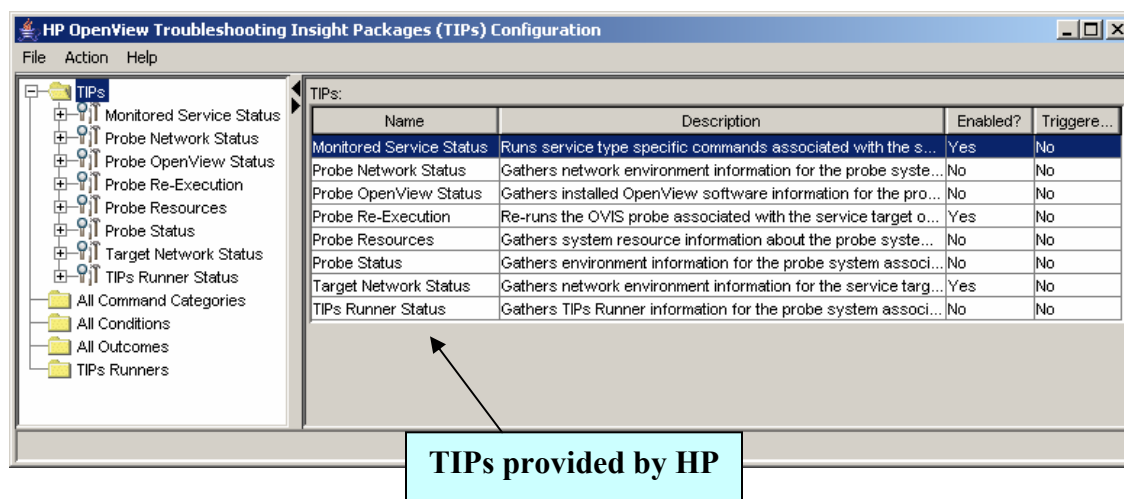 HP OpenView Troubleshooting Insight Packages (TIPs) Configuration
File Action Help
TIPs
Monitored Service Status
Probe Network Status
Probe OpenView Status
Probe Re-Execution
Probe Resources
Probe Status
Target Network Status
TIPs Runner Status
All Command Categories
All Conditions
All Outcomes
TIPs Runners
TIPs:
Name Description Enabled? Triggere...
Monitored Service Status Runs service type specific commands associated with the s... Yes No
Probe Network Status Gathers network environment information for the probe syste... No No
Probe OpenView Status Gathers installed OpenView software information for the pro... No No
Probe Re-Execution Re-runs the OVIS probe associated with the service target o... Yes No
Probe Resources Gathers system resource information about the probe syste... No No
Probe Status Gathers environment information for the probe system associ... No No
Target Network Status Gathers network environment information for the service targ... Yes No
TIPs Runner Status Gathers TIPs Runner information for the probe system associ... No No
TIPs provided by HP